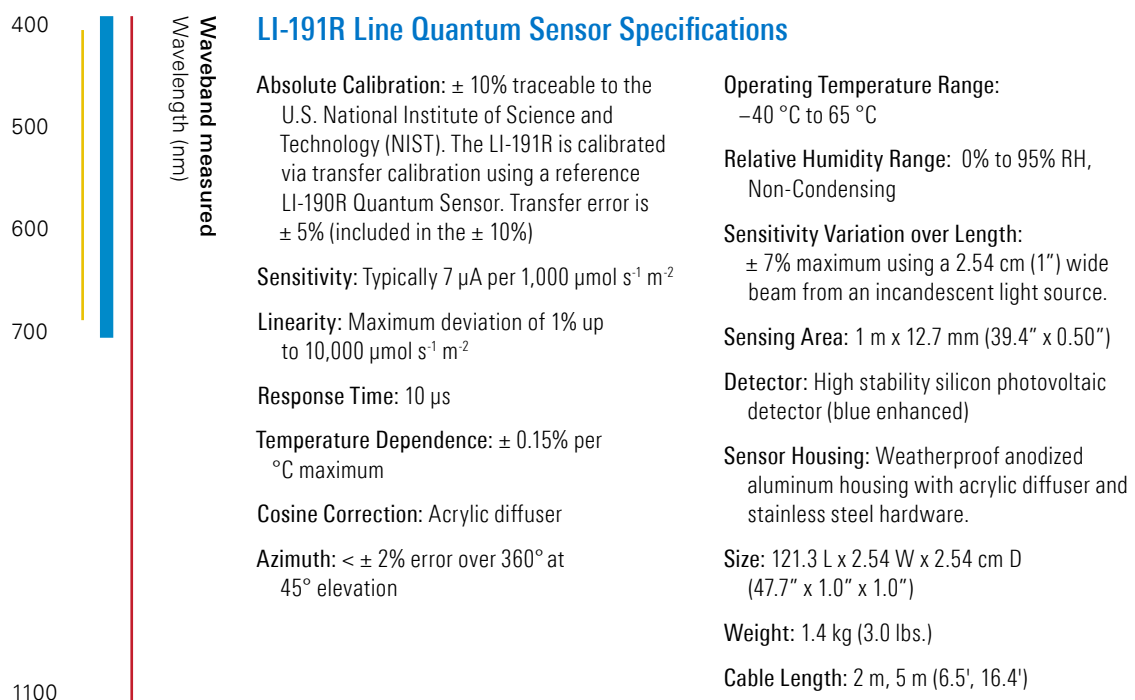 400
500
600
700
1100
Waveband measured
Wavelength (nm)
LI-191R Line Quantum Sensor Specifications
Absolute Calibration: ± 10% traceable to the
U.S. National Institute of Science and
Technology (NIST). The LI-191R is calibrated
via transfer calibration using a reference
LI-190R Quantum Sensor. Transfer error is
± 5% (included in the ± 10%)
Sensitivity: Typically 7 µA per 1,000 µmol s⁻¹ m⁻²
Linearity: Maximum deviation of 1% up
to 10,000 µmol s⁻¹ m⁻²
Response Time: 10 µs
Temperature Dependence: ± 0.15% per
°C maximum
Cosine Correction: Acrylic diffuser
Azimuth: < ± 2% error over 360° at
45° elevation
Operating Temperature Range:
−40 °C to 65 °C
Relative Humidity Range: 0% to 95% RH,
Non-Condensing
Sensitivity Variation over Length:
± 7% maximum using a 2.54 cm (1″) wide
beam from an incandescent light source.
Sensing Area: 1 m x 12.7 mm (39.4″ x 0.50″)
Detector: High stability silicon photovoltaic
detector (blue enhanced)
Sensor Housing: Weatherproof anodized
aluminum housing with acrylic diffuser and
stainless steel hardware.
Size: 121.3 L x 2.54 W x 2.54 cm D
(47.7″ x 1.0″ x 1.0″)
Weight: 1.4 kg (3.0 lbs.)
Cable Length: 2 m, 5 m (6.5', 16.4')